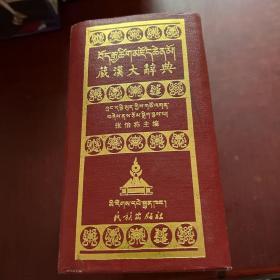 བོད་རྒྱ་ཚིག་མཛོད་ཆེན་མོ།
藏漢大辭典
张怡荪主编
མི་རིགས་དཔེ་སྐྲུན་ཁང་།
民族出版社